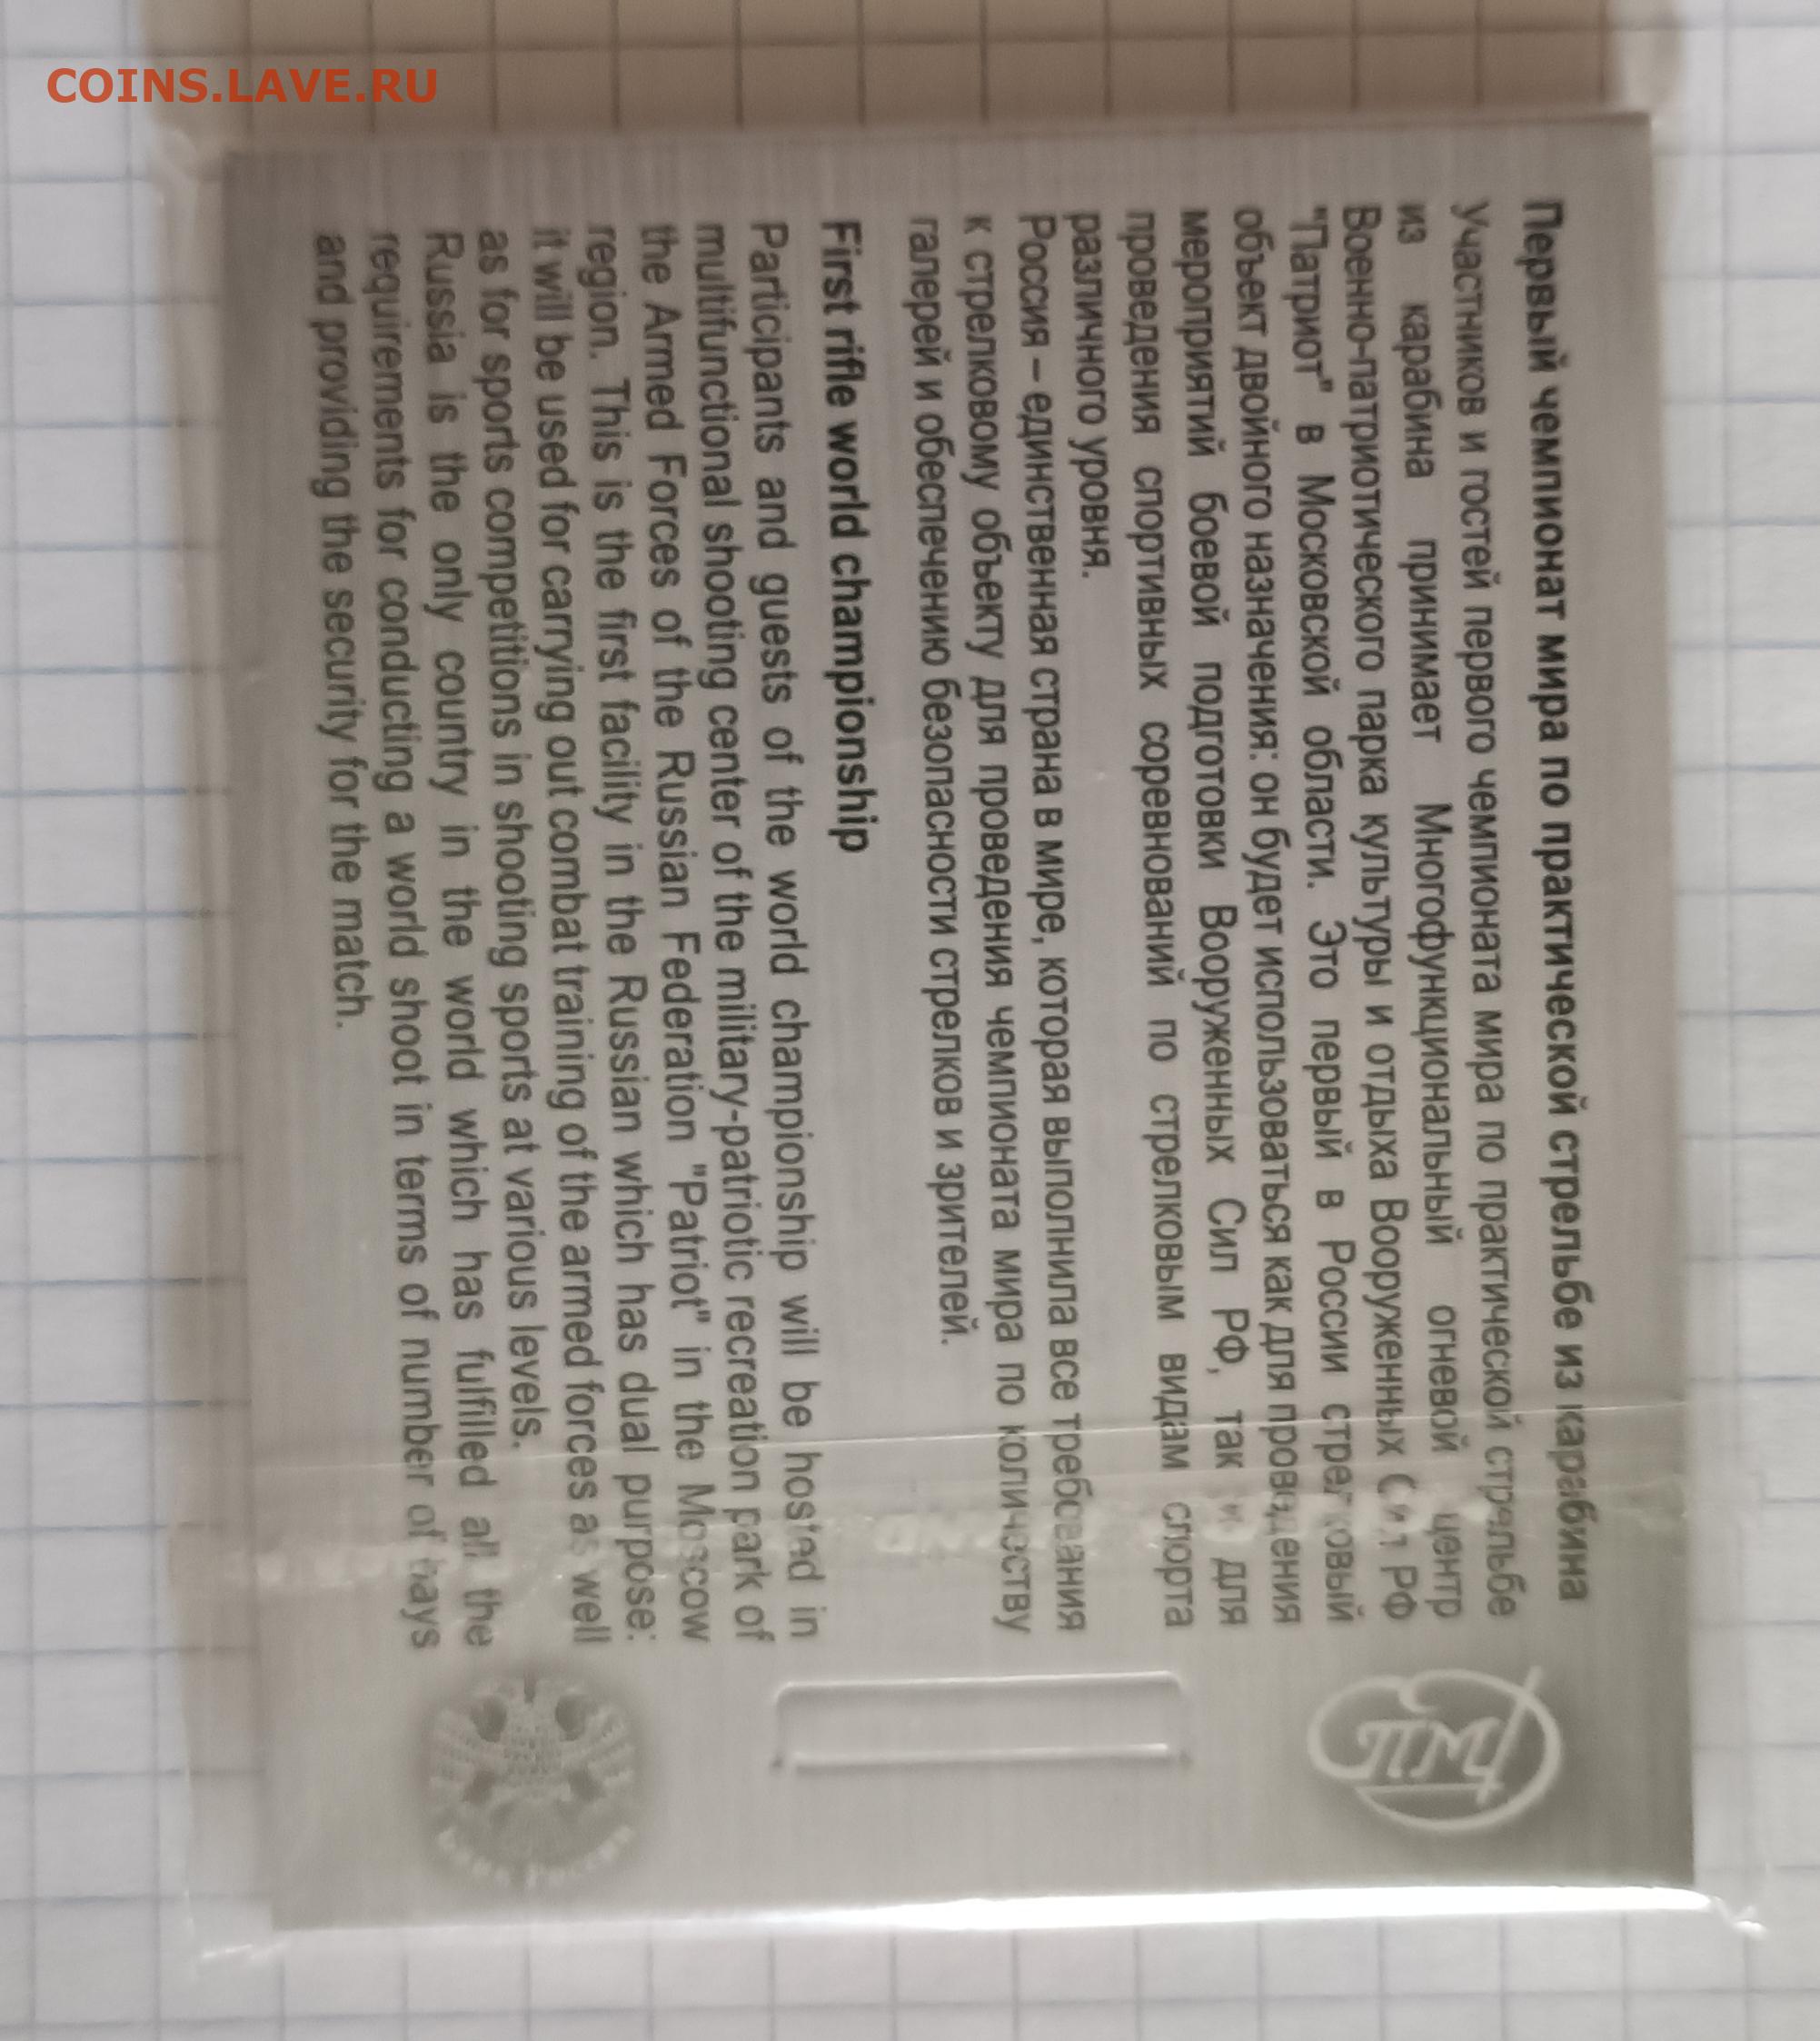 COINS.LAVE.RU
Первый чемпионат мира по практической стрельбе из карабина
Участников и гостей первого чемпионата мира по практической стрельбе
из карабина принимает Многофункциональный огневой центр
Военно-патриотического парка культуры и отдыха Вооруженных Сил РФ
"Патриот" в Московской области. Это первый в России стрелковый
объект двойного назначения: он будет использоваться как для проведения
мероприятий боевой подготовки Вооруженных Сил РФ, так и для
проведения спортивных соревнований по стрелковым видам спорта
различного уровня.
Россия – единственная страна в мире, которая выполнила все требования
к стрелковому объекту для проведения чемпионата мира по количеству
галерей и обеспечению безопасности стрелков и зрителей.
First rifle world championship
Participants and guests of the world championship will be hosted in
multifunctional shooting center of the military-patriotic recreation park of
the Armed Forces of the Russian Federation "Patriot" in the Moscow
region. This is the first facility in the Russian which has dual purpose:
it will be used for carrying out combat training of the armed forces as well
as for sports competitions in shooting sports at various levels.
Russia is the only country in the world which has fulfilled all the
requirements for conducting a world shoot in terms of number of bays
and providing the security for the match.
Банк России